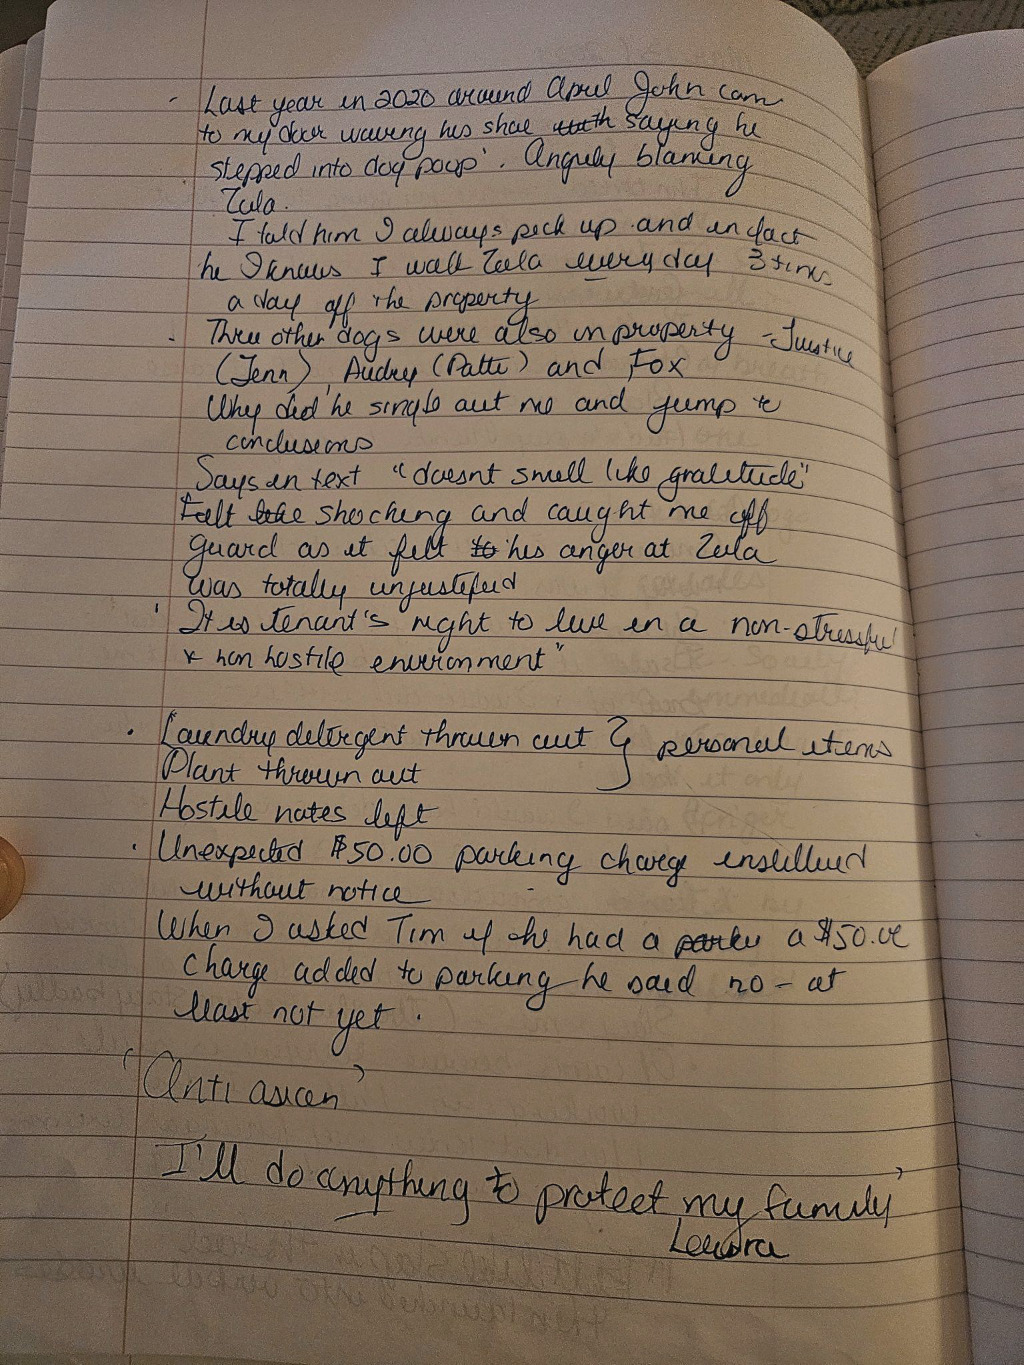 - Last year in 2020 around April John cam
to my door waving his shoe saying he
stepped into dog poop'. Angrily blaming
Zula.
I told him I always pick up and in fact
he knows I walk Zula every day 3 times
a day off the property
. Three other dogs were also in property - Justice
(Jenn), Audrey (Patti) and Fox
Why did he single out me and jump to
conclusions
Says in text "doesnt smell like gratitude"
Felt shocking and caught me off
guard as it felt his anger at Zula
was totally unjustified
' It is tenant's right to live in a non-stressful
& non hostile environment"
. Laundry detergent thrown out } personal items
Plant thrown out
Hostile notes left
. Unexpected $50.00 parking charge
without notice
When I asked Tim if he had a a $50.00
charge added to parking he said no - at
least not yet.
'Anti asian'
I'll do anything to protect my family'